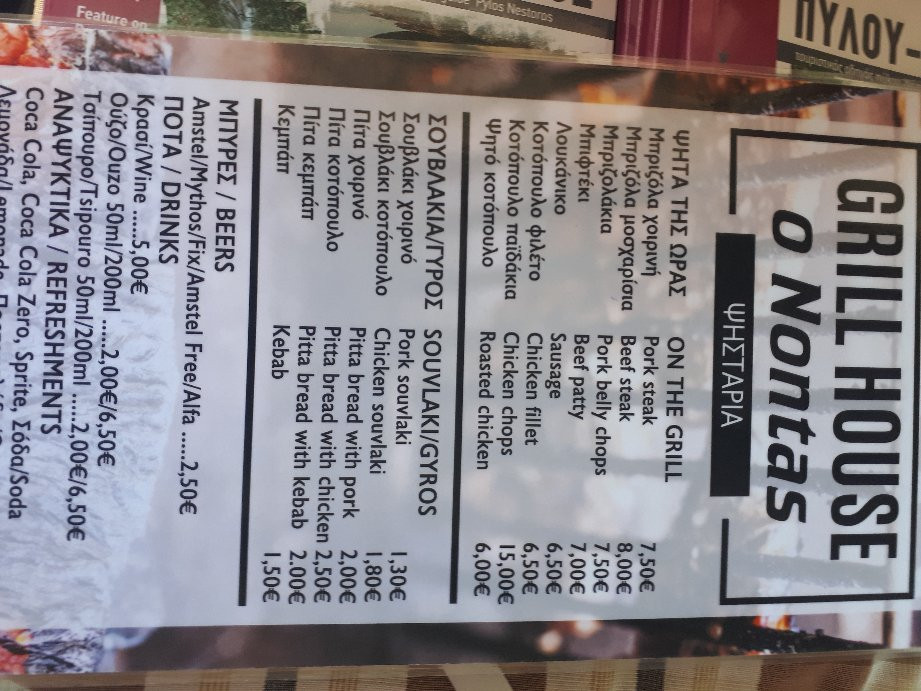 Feature on
Pylos Nestoros
ΠΥΛΟΥ-
GRILL HOUSE
Ο Νοntas
ΨΗΣΤΑΡΙΑ
ΨΗΤΑ ΤΗΣ ΩΡΑΣ ON THE GRILL
Μπριζόλα χοιρινή Pork steak 7,50€
Μπριζόλα μοσχαρίσια Beef steak 8,00€
Μπριζολάκια Pork belly chops 7,50€
Μπιφτέκι Beef patty 7,00€
Λουκάνικο Sausage 6,50€
Κοτόπουλο φιλέτο Chicken fillet 6,50€
Κοτόπουλο παϊδάκια Chicken chops 15,00€
Ψητό κοτόπουλο Roasted chicken 6,00€
ΣΟΥΒΛΑΚΙΑ/ΓΥΡΟΣ SOUVLAKI/GYROS
Σουβλάκι χοιρινό Pork souvlaki 1,30€
Σουβλάκι κοτόπουλο Chicken souvlaki 1,80€
Πίτα χοιρινό Pitta bread with pork 2,00€
Πίτα κοτόπουλο Pitta bread with chicken 2,50€
Πίτα κεμπάπ Pitta bread with kebab 2.00€
Κεμπάπ Kebab 1,50€
ΜΠΥΡΕΣ / BEERS
Amstel/Mythos/Fix/Amstel Free/Alfa ......2,50€
ΠΟΤΑ / DRINKS
Κρασί/Wine ......5,00€
Ούζο/Ouzo 50ml/200ml ......2,00€/6,50€
Τσίπουρο/Tsipouro 50ml/200ml ......2,00€/6,50€
ΑΝΑΨΥΚΤΙΚΑ / REFRESHMENTS
Coca Cola, Coca Cola Zero, Sprite, Σόδα/Soda
Λεμονάδα/Lemonade